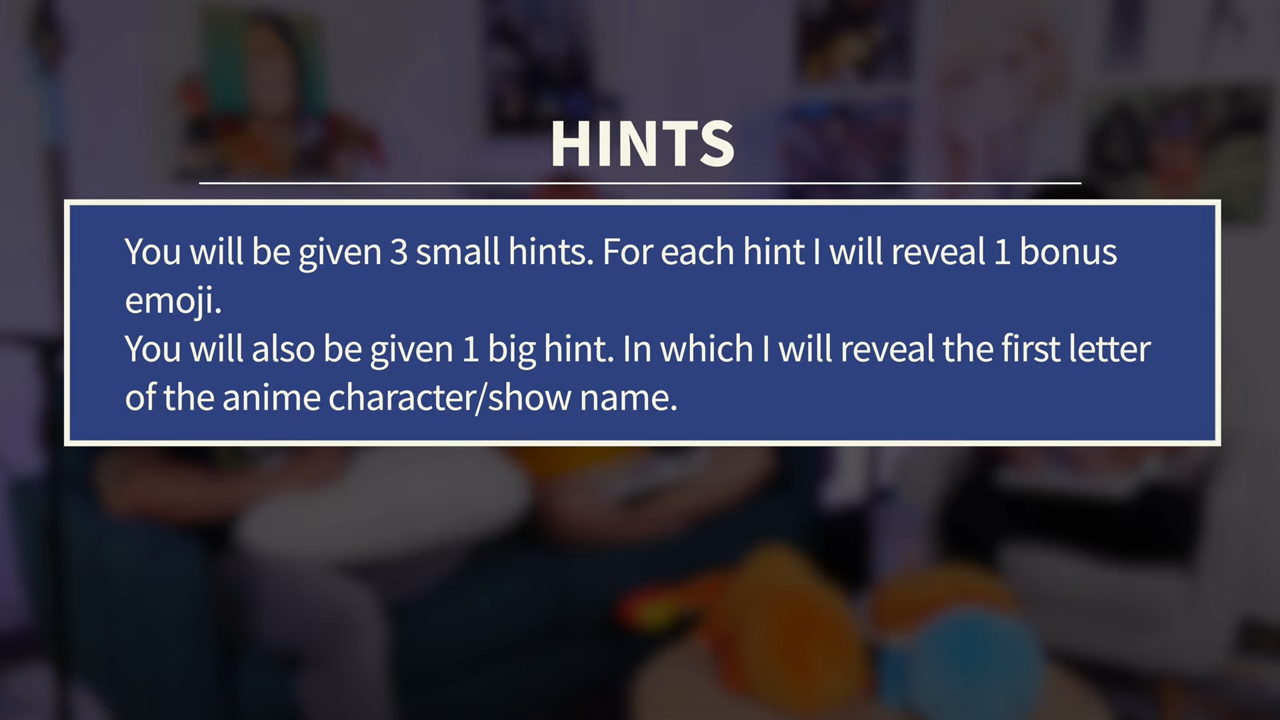 HINTS
You will be given 3 small hints. For each hint I will reveal 1 bonus
emoji.
You will also be given 1 big hint. In which I will reveal the first letter
of the anime character/show name.